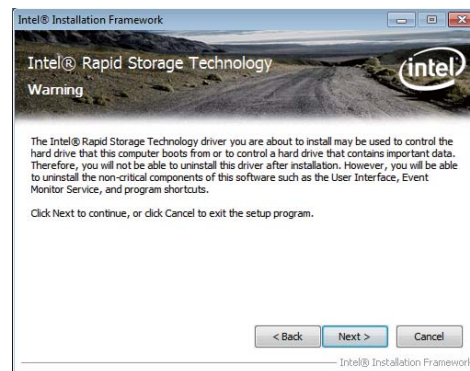 Intel® Installation Framework
Intel® Rapid Storage Technology
Warning
intel
The Intel® Rapid Storage Technology driver you are about to install may be used to control the
hard drive that this computer boots from or to control a hard drive that contains important data.
Therefore, you will not be able to uninstall this driver after installation. However, you will be able
to uninstall the non-critical components of this software such as the User Interface, Event
Monitor Service, and program shortcuts.
Click Next to continue, or click Cancel to exit the setup program.
< Back Next > Cancel
Intel® Installation Framework